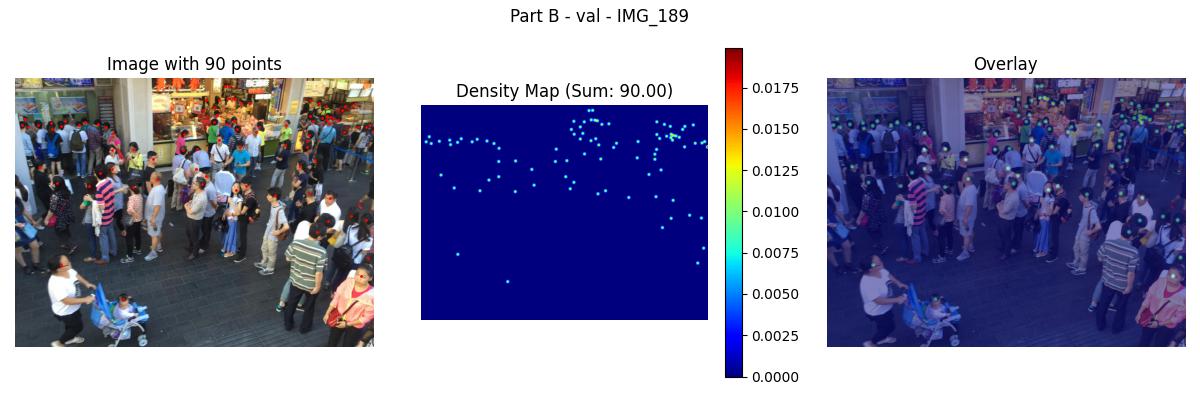 Part B - val - IMG_189
Image with 90 points
Density Map (Sum: 90.00)
Overlay
0.0175
0.0150
0.0125
0.0100
0.0075
0.0050
0.0025
0.0000